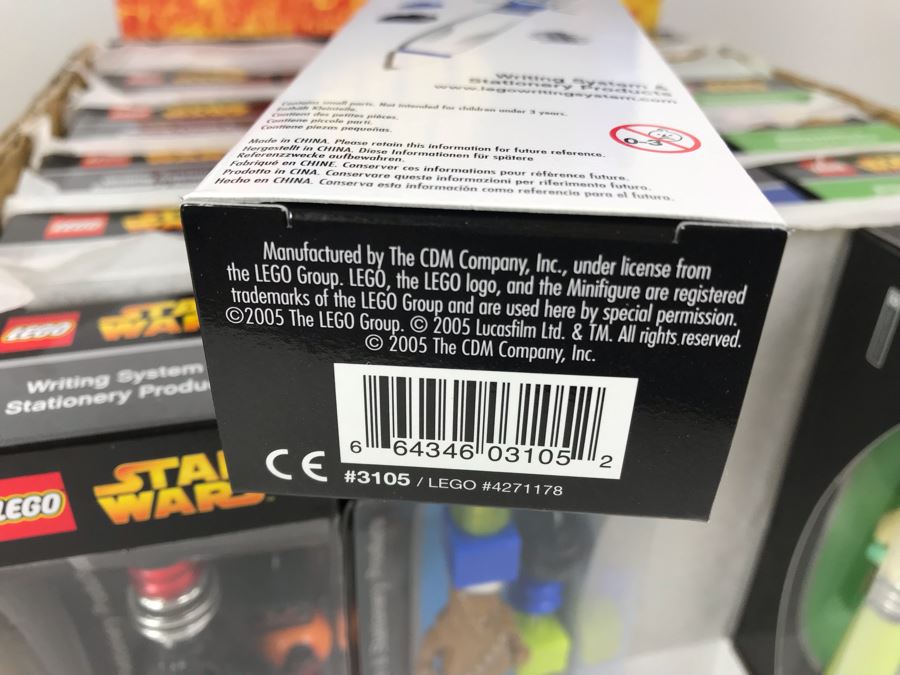 Writing System &
Stationery Products
www.legowritingsystem.com
Contains small parts. Not intended for children under 3 years.
Enthält Kleinteile.
Contient des petites pièces.
Contiene piccole parti.
Contiene piezas pequeñas.
0-3
Made in CHINA. Please retain this information for future reference.
Hergestellt in CHINA. Diese Informationen für spätere
Referenzzwecke aufbewahren.
Fabriqué en CHINE. Conserver ces informations pour référence future.
Prodotto in CINA. Conservare queste informazioni per riferimento futuro.
Hecho en CHINA. Conserva esta información como referencia para el futuro.
Manufactured by The CDM Company, Inc., under license from
the LEGO Group. LEGO, the LEGO logo, and the Minifigure are registered
trademarks of the LEGO Group and are used here by special permission.
©2005 The LEGO Group. © 2005 Lucasfilm Ltd. & TM. All rights reserved.
© 2005 The CDM Company, Inc.
6 64346 03105 2
CE #3105 / LEGO #4271178
LEGO STAR WARS
Writing System
Stationery Produ
LEGO STAR WARS